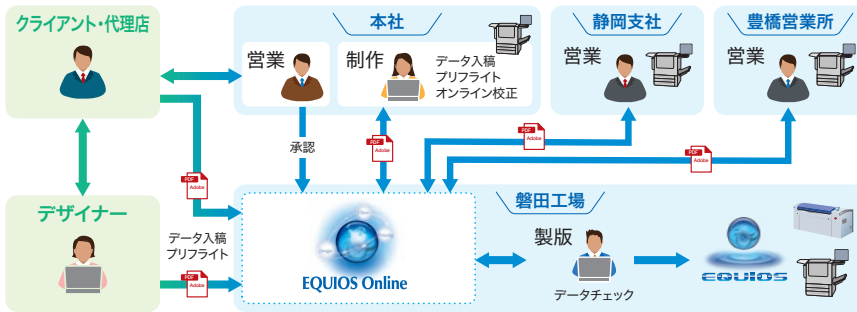 クライアント・代理店
本社
営業
制作
データ入稿
プリフライト
オンライン校正
静岡支社
営業
豊橋営業所
営業
承認
PDF
Adobe
PDF
Adobe
PDF
Adobe
PDF
Adobe
デザイナー
データ入稿
プリフライト
PDF
Adobe
EQUIOS Online
磐田工場
製版
データチェック
EQUIOS